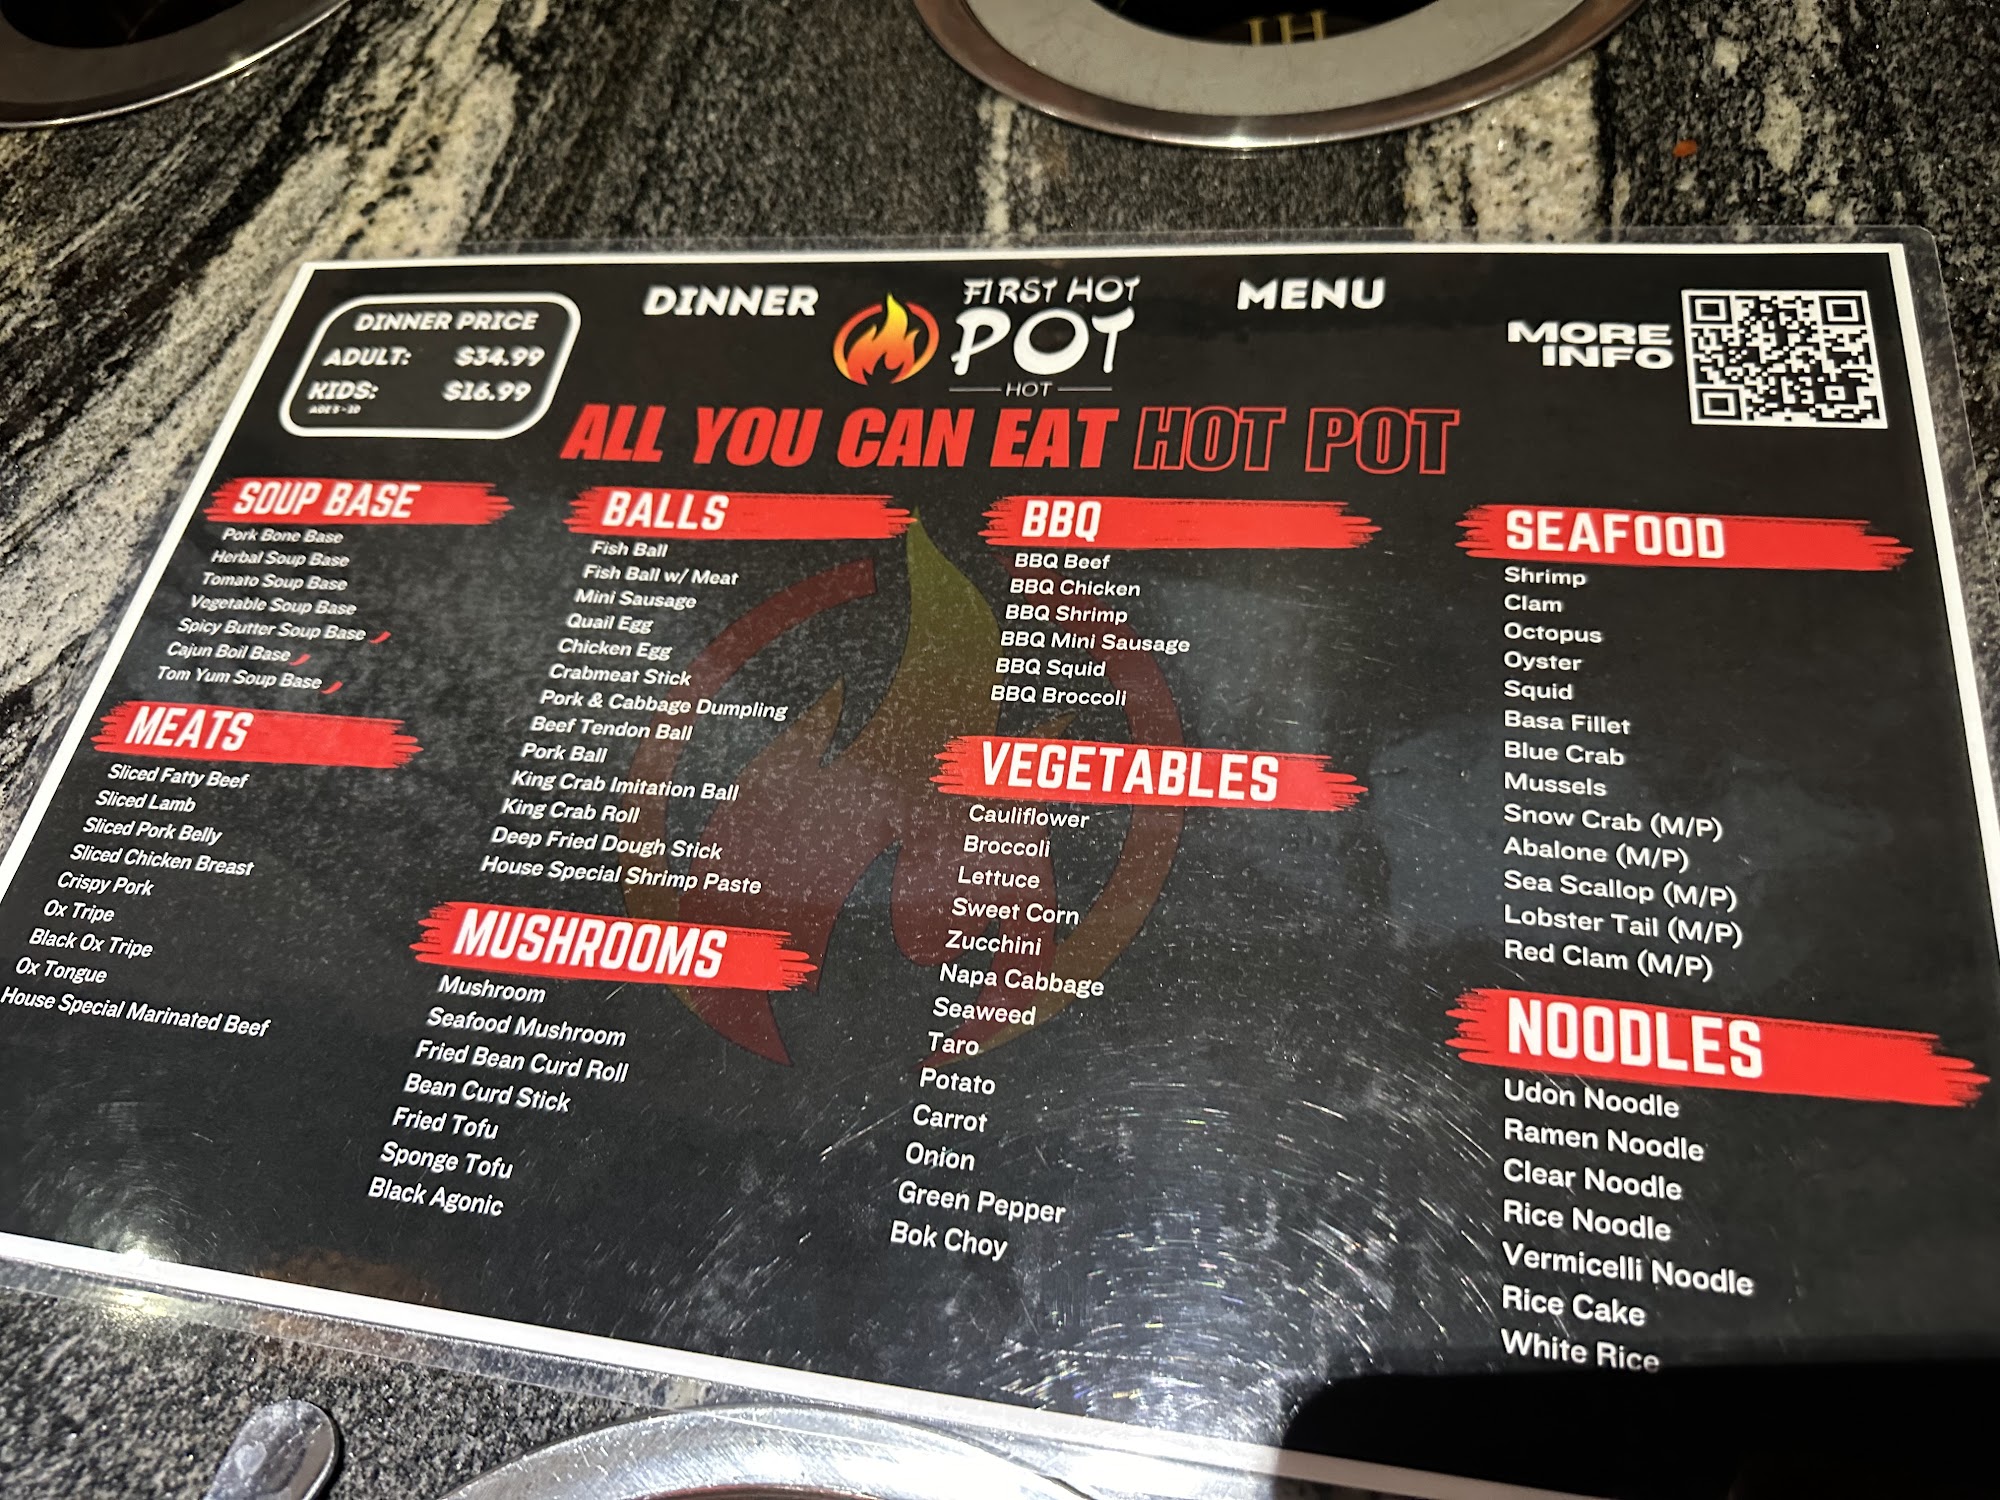 DINNER PRICE
ADULT: $34.99
KIDS: $16.99
AGE 5 - 10
DINNER
FIRST HOT
POT
HOT
MENU
MORE
INFO
ALL YOU CAN EAT HOT POT
SOUP BASE
Pork Bone Base
Herbal Soup Base
Tomato Soup Base
Vegetable Soup Base
Spicy Butter Soup Base
Cajun Boil Base
Tom Yum Soup Base
MEATS
Sliced Fatty Beef
Sliced Lamb
Sliced Pork Belly
Sliced Chicken Breast
Crispy Pork
Ox Tripe
Black Ox Tripe
Ox Tongue
House Special Marinated Beef
BALLS
Fish Ball
Fish Ball w/ Meat
Mini Sausage
Quail Egg
Chicken Egg
Crabmeat Stick
Pork & Cabbage Dumpling
Beef Tendon Ball
Pork Ball
King Crab Imitation Ball
King Crab Roll
Deep Fried Dough Stick
House Special Shrimp Paste
MUSHROOMS
Mushroom
Seafood Mushroom
Fried Bean Curd Roll
Bean Curd Stick
Fried Tofu
Sponge Tofu
Black Agonic
BBQ
BBQ Beef
BBQ Chicken
BBQ Shrimp
BBQ Mini Sausage
BBQ Squid
BBQ Broccoli
VEGETABLES
Cauliflower
Broccoli
Lettuce
Sweet Corn
Zucchini
Napa Cabbage
Seaweed
Taro
Potato
Carrot
Onion
Green Pepper
Bok Choy
SEAFOOD
Shrimp
Clam
Octopus
Oyster
Squid
Basa Fillet
Blue Crab
Mussels
Snow Crab (M/P)
Abalone (M/P)
Sea Scallop (M/P)
Lobster Tail (M/P)
Red Clam (M/P)
NOODLES
Udon Noodle
Ramen Noodle
Clear Noodle
Rice Noodle
Vermicelli Noodle
Rice Cake
White Rice